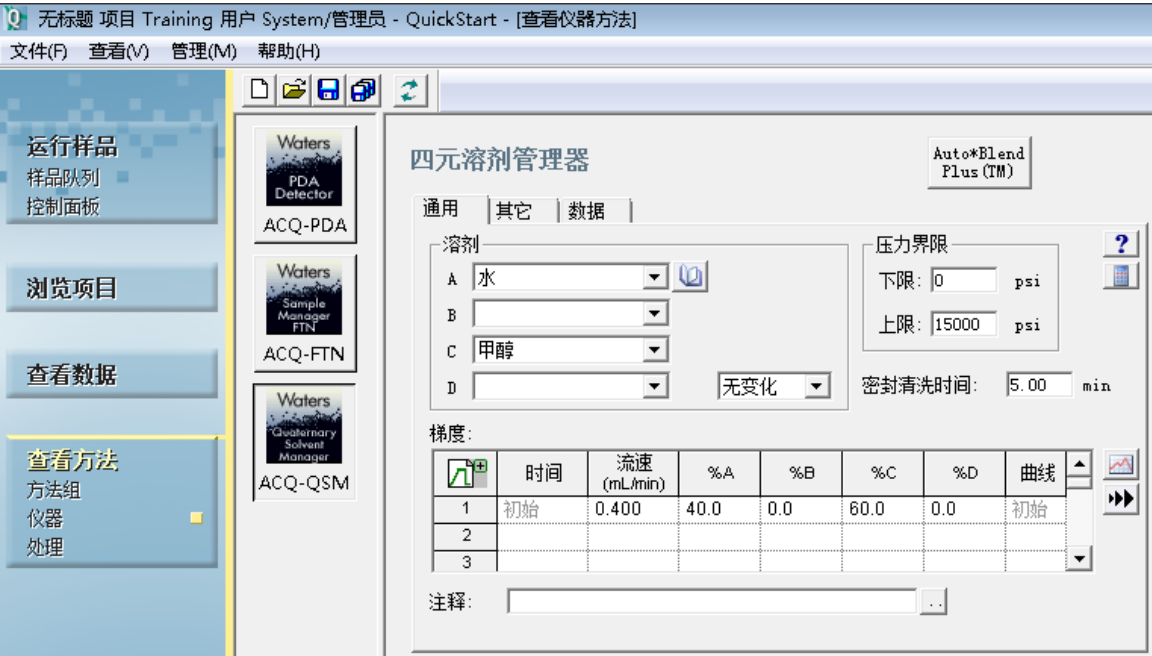 无标题 项目 Training 用户 System/管理员 - QuickStart - [查看仪器方法]
文件(F) 查看(V) 管理(M) 帮助(H)
运行样品
样品队列
控制面板
浏览项目
查看数据
查看方法
方法组
仪器
处理
Waters
PDA
Detector
ACQ-PDA
Waters
Sample
Manager
FTN
ACQ-FTN
Waters
Quaternary
Solvent
Manager
ACQ-QSM
四元溶剂管理器
Auto*Blend
Plus(TM)
通用 其它 数据
溶剂
A 水
B
C 甲醇
D 无变化
压力界限
下限: 0 psi
上限: 15000 psi
密封清洗时间: 5.00 min
?
梯度:
时间 流速 %A %B %C %D 曲线
(mL/min)
1 初始 0.400 40.0 0.0 60.0 0.0 初始
2
3
注释: ..